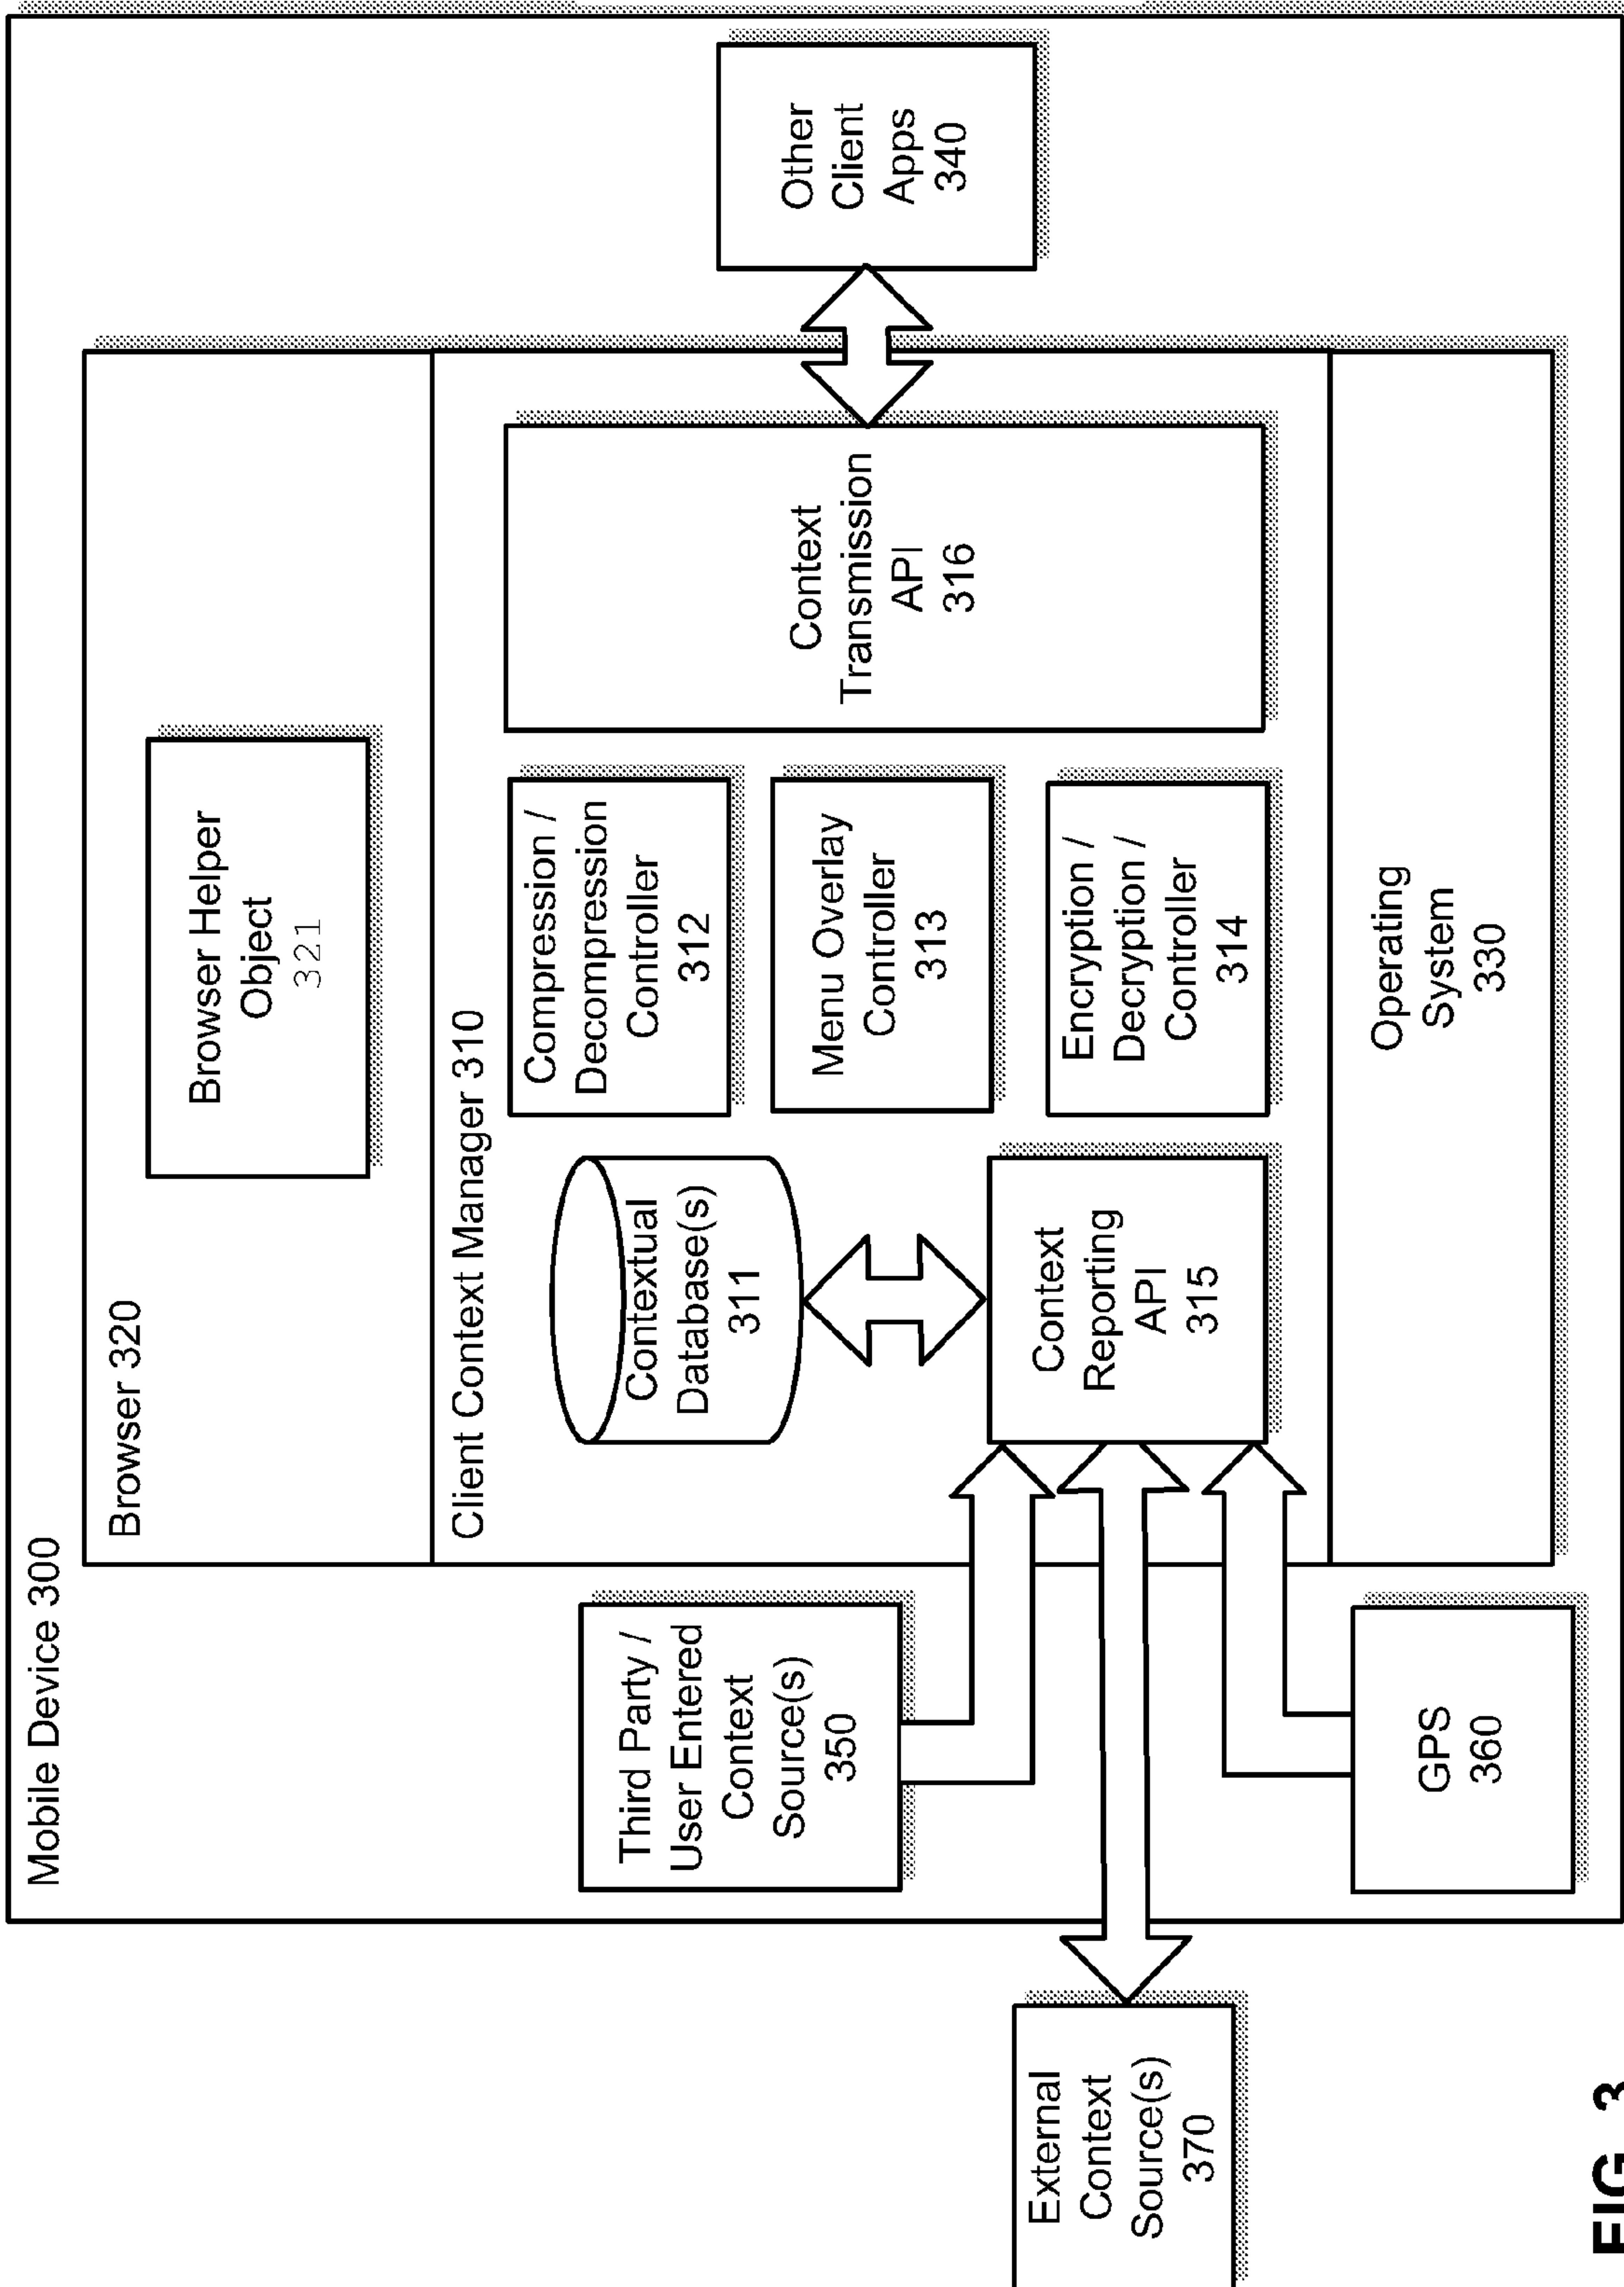 Mobile Device 300
Browser 320
Browser Helper
Object
321
Client Context Manager 310
Third Party /
User Entered
Context
Source(s)
350
Contextual
Database(s)
311
Compression /
Decompression
Controller
312
Menu Overlay
Controller
313
Encryption /
Decryption /
Controller
314
Context
Transmission
API
316
Other
Client
Apps
340
External
Context
Source(s)
370
Context
Reporting
API
315
GPS
360
Operating
System
330
FIG. 3